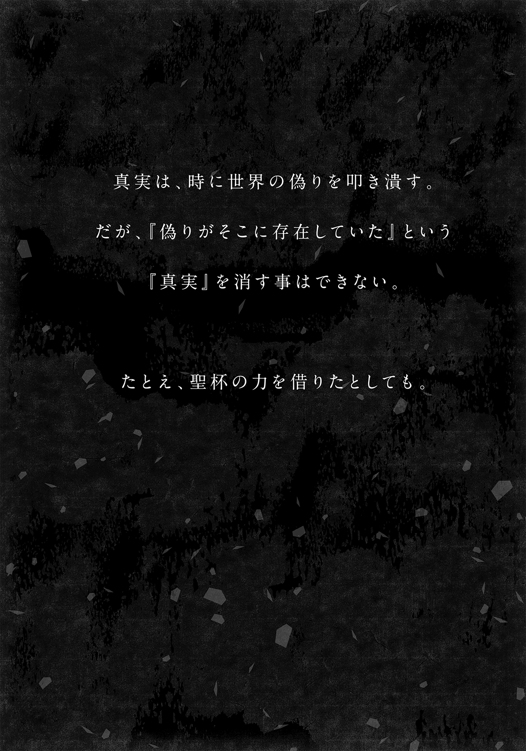 真実は、時に世界の偽りを叩き潰す。
だが、『偽りがそこに存在していた』という
『真実』を消す事はできない。
たとえ、聖杯の力を借りたとしても。